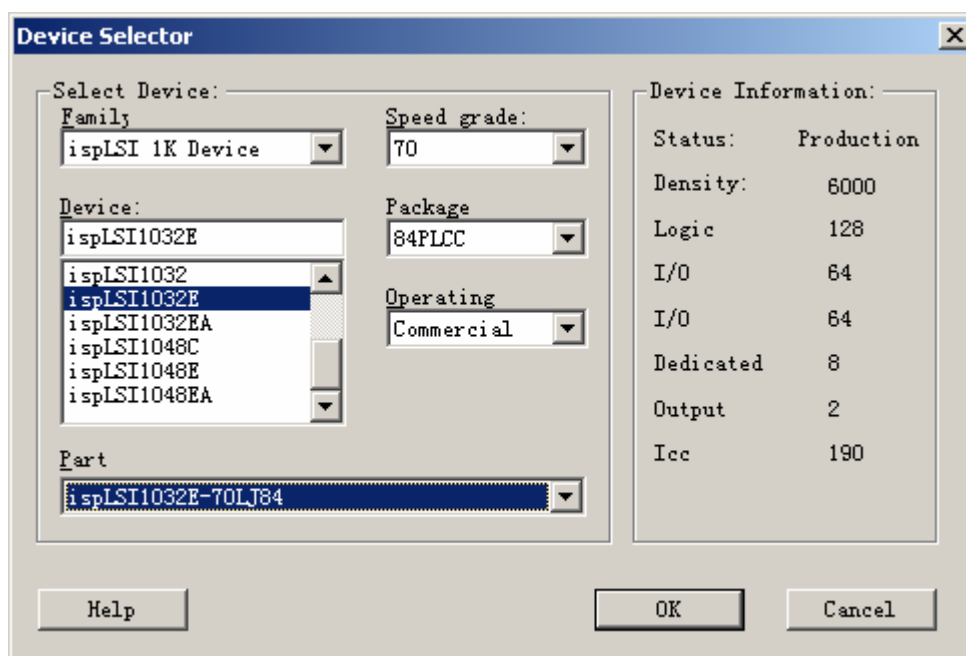 Device Selector
Select Device:
Family
ispLSI 1K Device
Speed grade:
70
Device:
ispLSI1032E
Package
84PLCC
ispLSI1032
ispLSI1032E
ispLSI1032EA
ispLSI1048C
ispLSI1048E
ispLSI1048EA
Operating
Commercial
Part
ispLSI1032E-70LJ84
Device Information:
Status: Production
Density: 6000
Logic 128
I/O 64
I/O 64
Dedicated 8
Output 2
Icc 190
Help
OK
Cancel